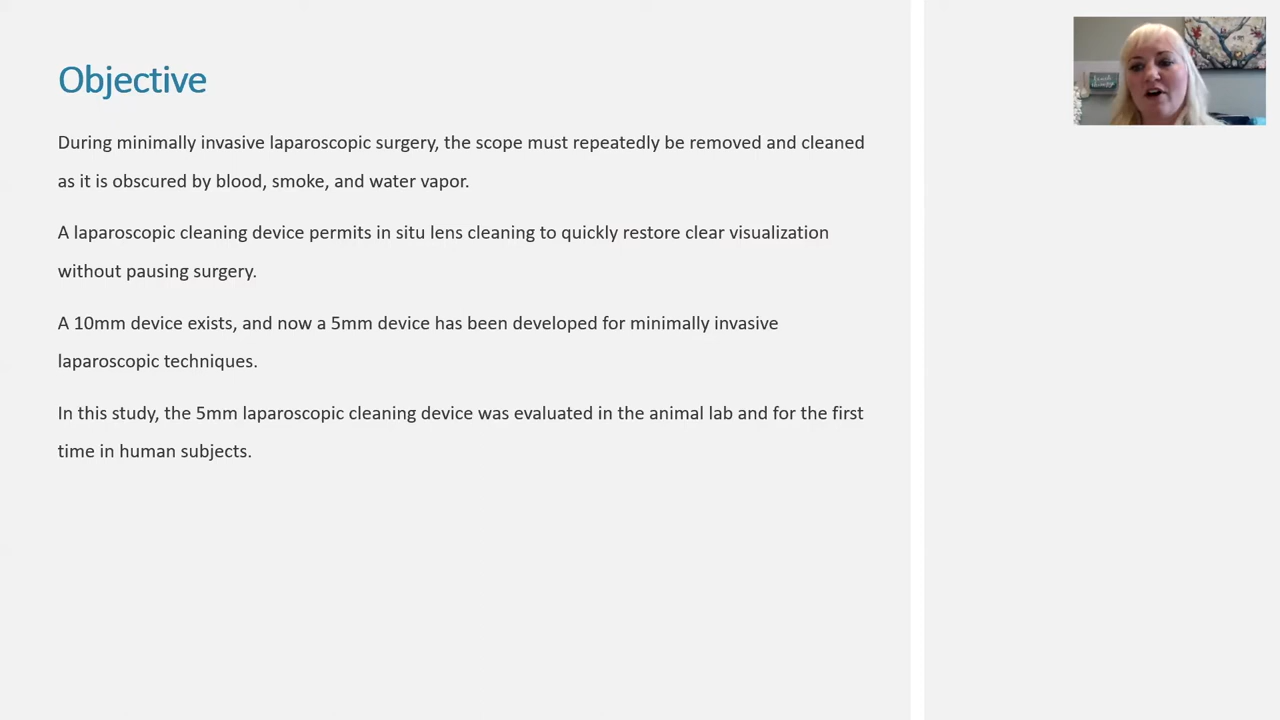 Objective
During minimally invasive laparoscopic surgery, the scope must repeatedly be removed and cleaned
as it is obscured by blood, smoke, and water vapor.
A laparoscopic cleaning device permits in situ lens cleaning to quickly restore clear visualization
without pausing surgery.
A 10mm device exists, and now a 5mm device has been developed for minimally invasive
laparoscopic techniques.
In this study, the 5mm laparoscopic cleaning device was evaluated in the animal lab and for the first
time in human subjects.